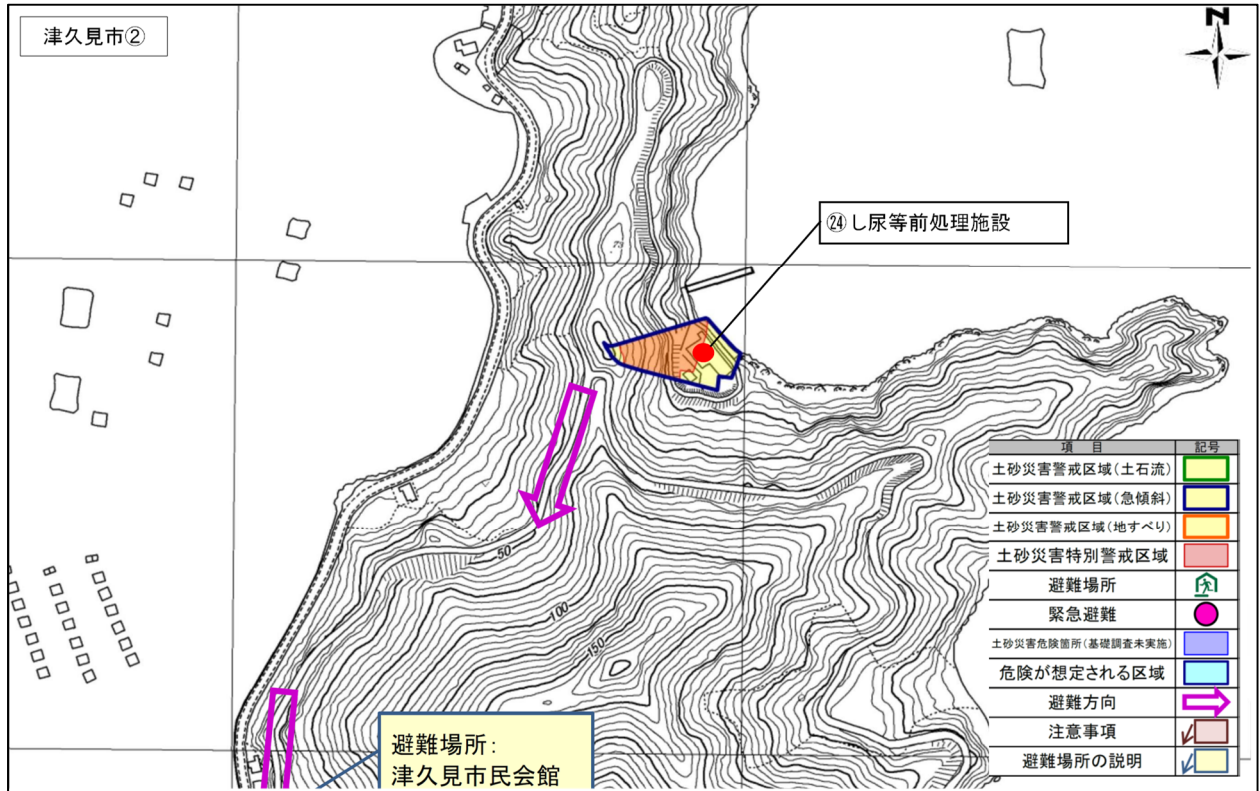 津久見市②
N
㉔し尿等前処理施設
75
50
100
150
項 目 記号
土砂災害警戒区域(土石流)
土砂災害警戒区域(急傾斜)
土砂災害警戒区域(地すべり)
土砂災害特別警戒区域
避難場所
緊急避難
土砂災害危険箇所(基礎調査未実施)
危険が想定される区域
避難方向
注意事項
避難場所の説明
避難場所:
津久見市民会館